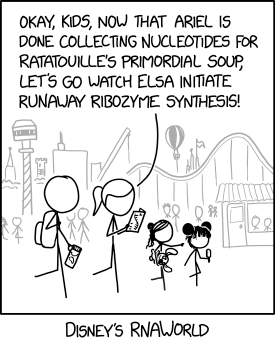 OKAY, KIDS, NOW THAT ARIEL IS
DONE COLLECTING NUCLEOTIDES FOR
RATATOUILLE'S PRIMORDIAL SOUP,
LET'S GO WATCH ELSA INITIATE
RUNAWAY RIBOZYME SYNTHESIS!
DISNEY'S RNAWORLD